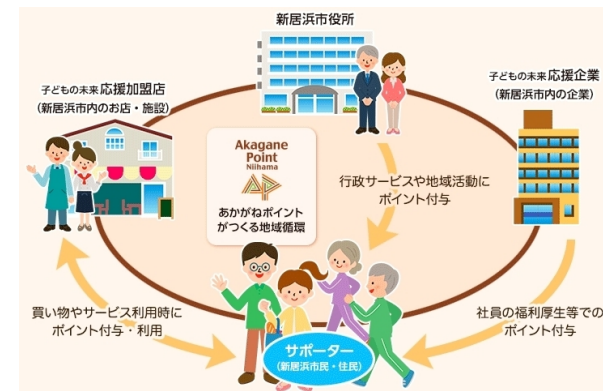 新居浜市役所
子どもの未来 応援加盟店
(新居浜市内のお店・施設)
子どもの未来 応援企業
(新居浜市内の企業)
Akagane
Point
Niihama
あかがねポイント
がつくる地域循環
行政サービスや地域活動に
ポイント付与
買い物やサービス利用時に
ポイント付与・利用
社員の福利厚生等での
ポイント付与
サポーター
(新居浜市民・住民)